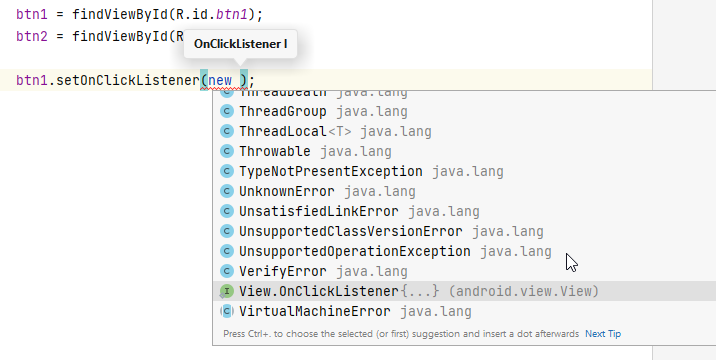 btn1 = findViewById(R.id.btn1);
btn2 = findViewById(R
OnClickListener l
btn1.setOnClickListener(new );
ThreadDeath java.lang
ThreadGroup java.lang
ThreadLocal<T> java.lang
Throwable java.lang
TypeNotPresentException java.lang
UnknownError java.lang
UnsatisfiedLinkError java.lang
UnsupportedClassVersionError java.lang
UnsupportedOperationException java.lang
VerifyError java.lang
View.OnClickListener{...} (android.view.View)
VirtualMachineError java.lang
Press Ctrl+. to choose the selected (or first) suggestion and insert a dot afterwards Next Tip